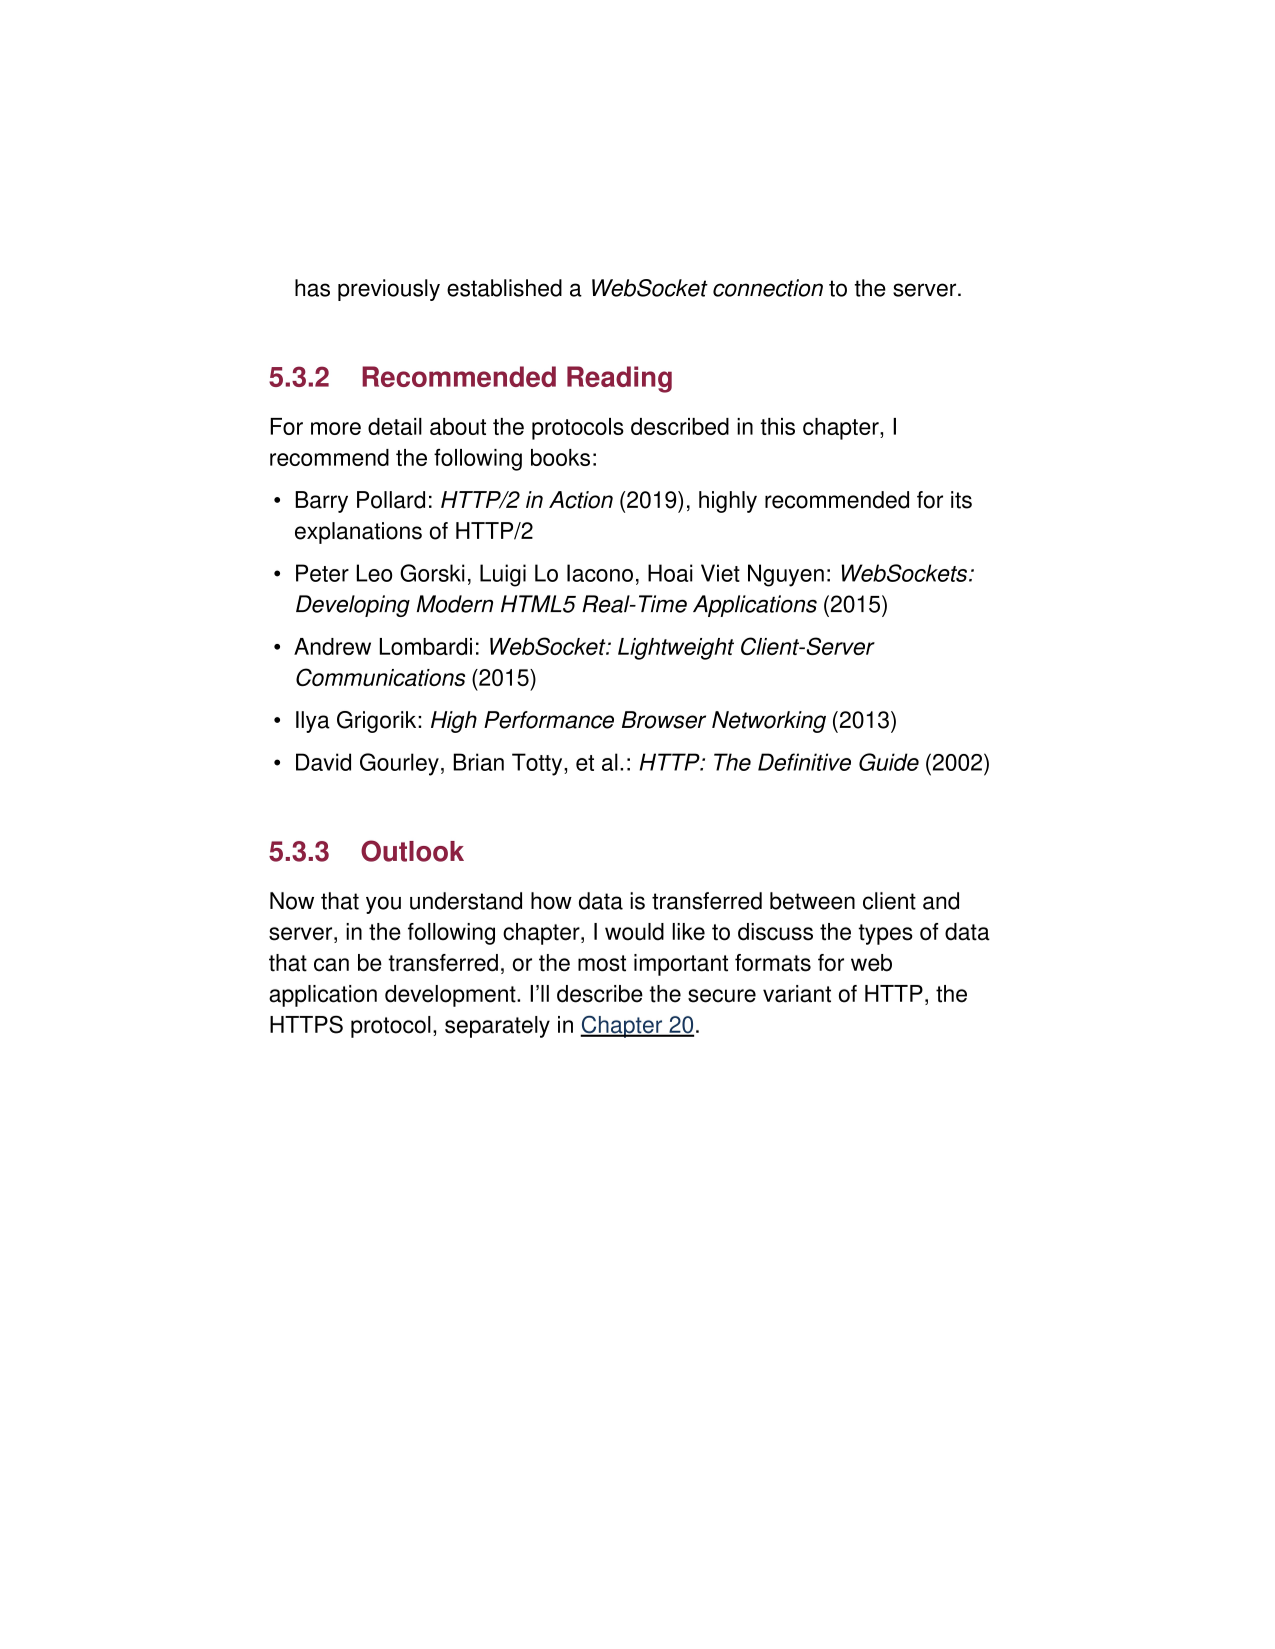 has previously established a WebSocket connection to the server.
5.3.2 Recommended Reading
For more detail about the protocols described in this chapter, I
recommend the following books:
• Barry Pollard: HTTP/2 in Action (2019), highly recommended for its
explanations of HTTP/2
• Peter Leo Gorski, Luigi Lo Iacono, Hoai Viet Nguyen: WebSockets:
Developing Modern HTML5 Real-Time Applications (2015)
• Andrew Lombardi: WebSocket: Lightweight Client-Server
Communications (2015)
• Ilya Grigorik: High Performance Browser Networking (2013)
• David Gourley, Brian Totty, et al.: HTTP: The Definitive Guide (2002)
5.3.3 Outlook
Now that you understand how data is transferred between client and
server, in the following chapter, I would like to discuss the types of data
that can be transferred, or the most important formats for web
application development. I’ll describe the secure variant of HTTP, the
HTTPS protocol, separately in Chapter 20.